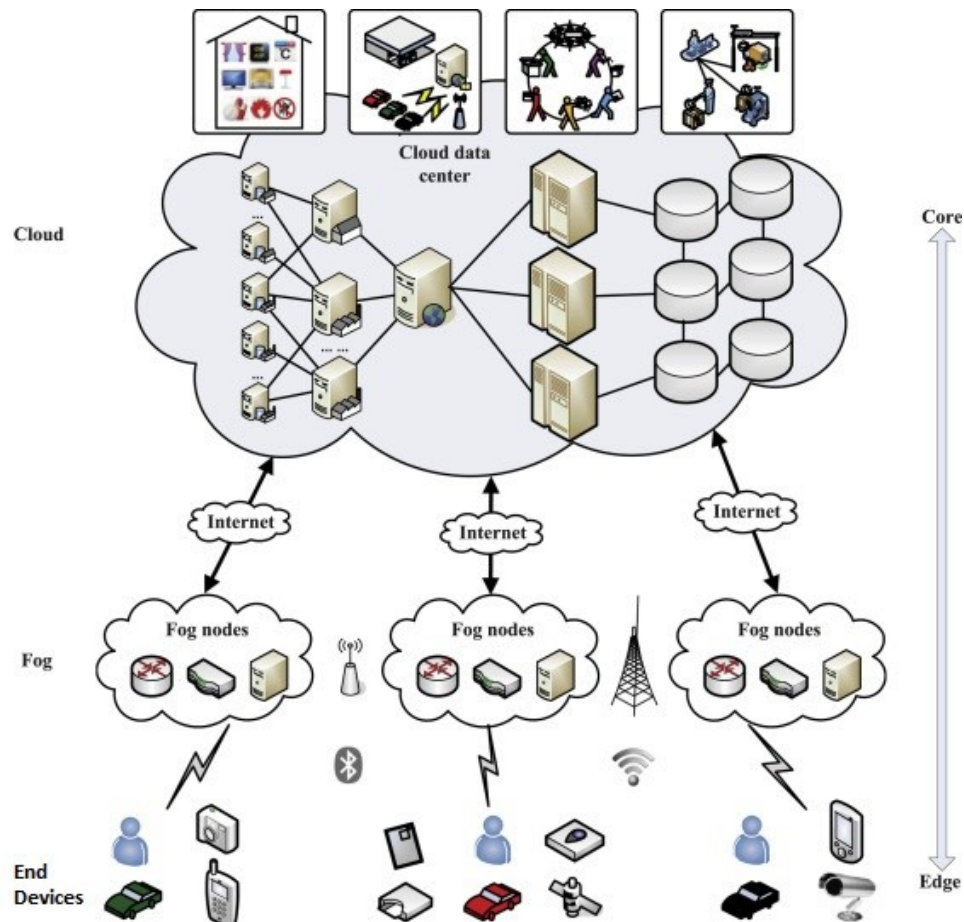 C
Cloud data
center
Cloud
Core
...
... ...
...
Internet
Internet
Internet
Fog nodes
Fog nodes
Fog nodes
Fog
End
Devices
Edge